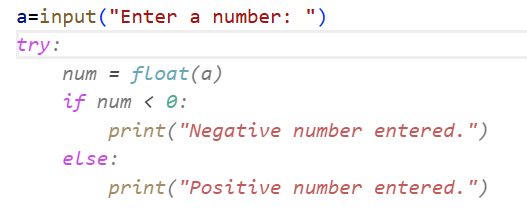 a=input("Enter a number: ")
try:
    num = float(a)
    if num < 0:
        print("Negative number entered.")
    else:
        print("Positive number entered.")